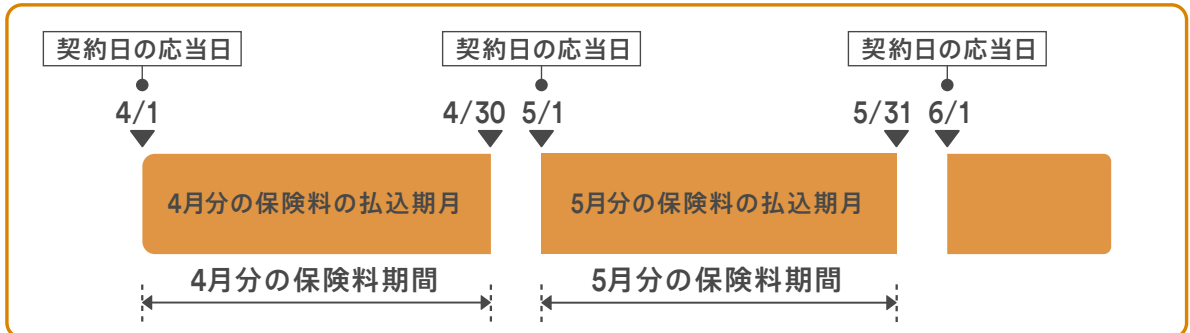 契約日の応当日 契約日の応当日 契約日の応当日
4/1 4/30 5/1 5/31 6/1
4月分の保険料の払込期月 5月分の保険料の払込期月
4月分の保険料期間 5月分の保険料期間